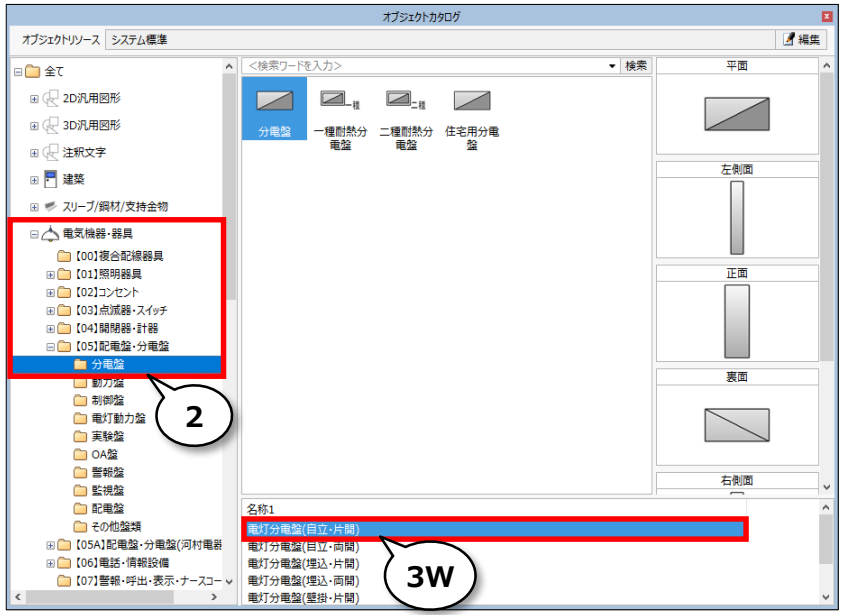 オブジェクトカタログ
オブジェクトリソース システム標準
編集
全て
2D汎用図形
3D汎用図形
注釈文字
建築
スリーブ/鋼材/支持金物
電気機器・器具
【00】複合配線器具
【01】照明器具
【02】コンセント
【03】点滅器・スイッチ
【04】開閉器・計器
【05】配電盤・分電盤
分電盤
動力盤
制御盤
電灯動力盤
実験盤
OA盤
警報盤
監視盤
配電盤
その他盤類
【05A】配電盤・分電盤(河村電器
【06】電話・情報設備
【07】警報・呼出・表示・ナースコー
2
<検索ワードを入力>
検索
一種
二種
分電盤
一種耐熱分
電盤
二種耐熱分
電盤
住宅用分電
盤
平面
左側面
正面
裏面
右側面
名称1
電灯分電盤(自立・片開)
電灯分電盤(自立・両開)
電灯分電盤(埋込・片開)
電灯分電盤(埋込・両開)
電灯分電盤(壁掛・片開)
3W